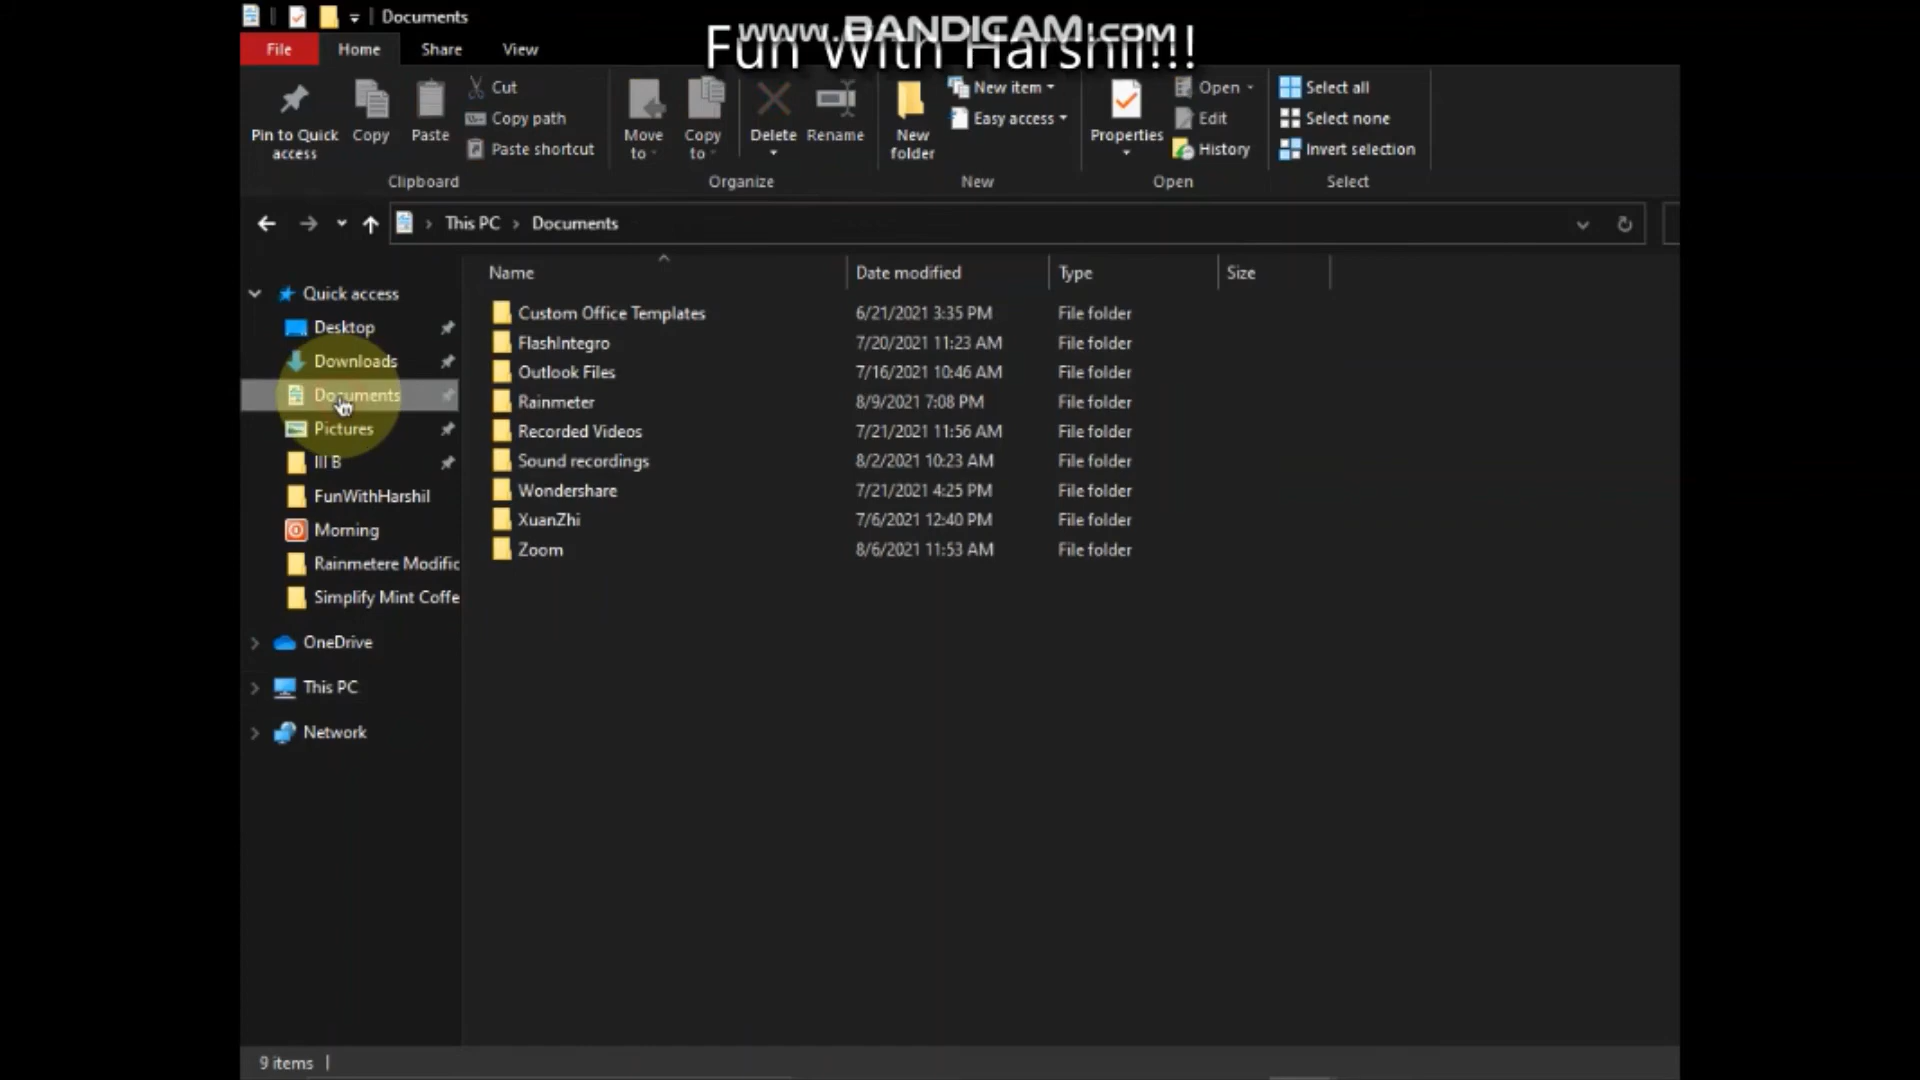 Documents
www.BANDICAM.com
Fun With Harshil!!!
File Home Share View
Pin to Quick access
Copy
Paste
Cut
Copy path
Paste shortcut
Clipboard
Move to
Copy to
Delete
Rename
Organize
New folder
New item
Easy access
New
Properties
Open
Edit
History
Open
Select all
Select none
Invert selection
Select
This PC > Documents
Quick access
Desktop
Downloads
Documents
Pictures
III B
FunWithHarshil
Morning
Rainmetere Modific
Simplify Mint Coffe
OneDrive
This PC
Network
Name Date modified Type Size
Custom Office Templates 6/21/2021 3:35 PM File folder
FlashIntegro 7/20/2021 11:23 AM File folder
Outlook Files 7/16/2021 10:46 AM File folder
Rainmeter 8/9/2021 7:08 PM File folder
Recorded Videos 7/21/2021 11:56 AM File folder
Sound recordings 8/2/2021 10:23 AM File folder
Wondershare 7/21/2021 4:25 PM File folder
XuanZhi 7/6/2021 12:40 PM File folder
Zoom 8/6/2021 11:53 AM File folder
9 items